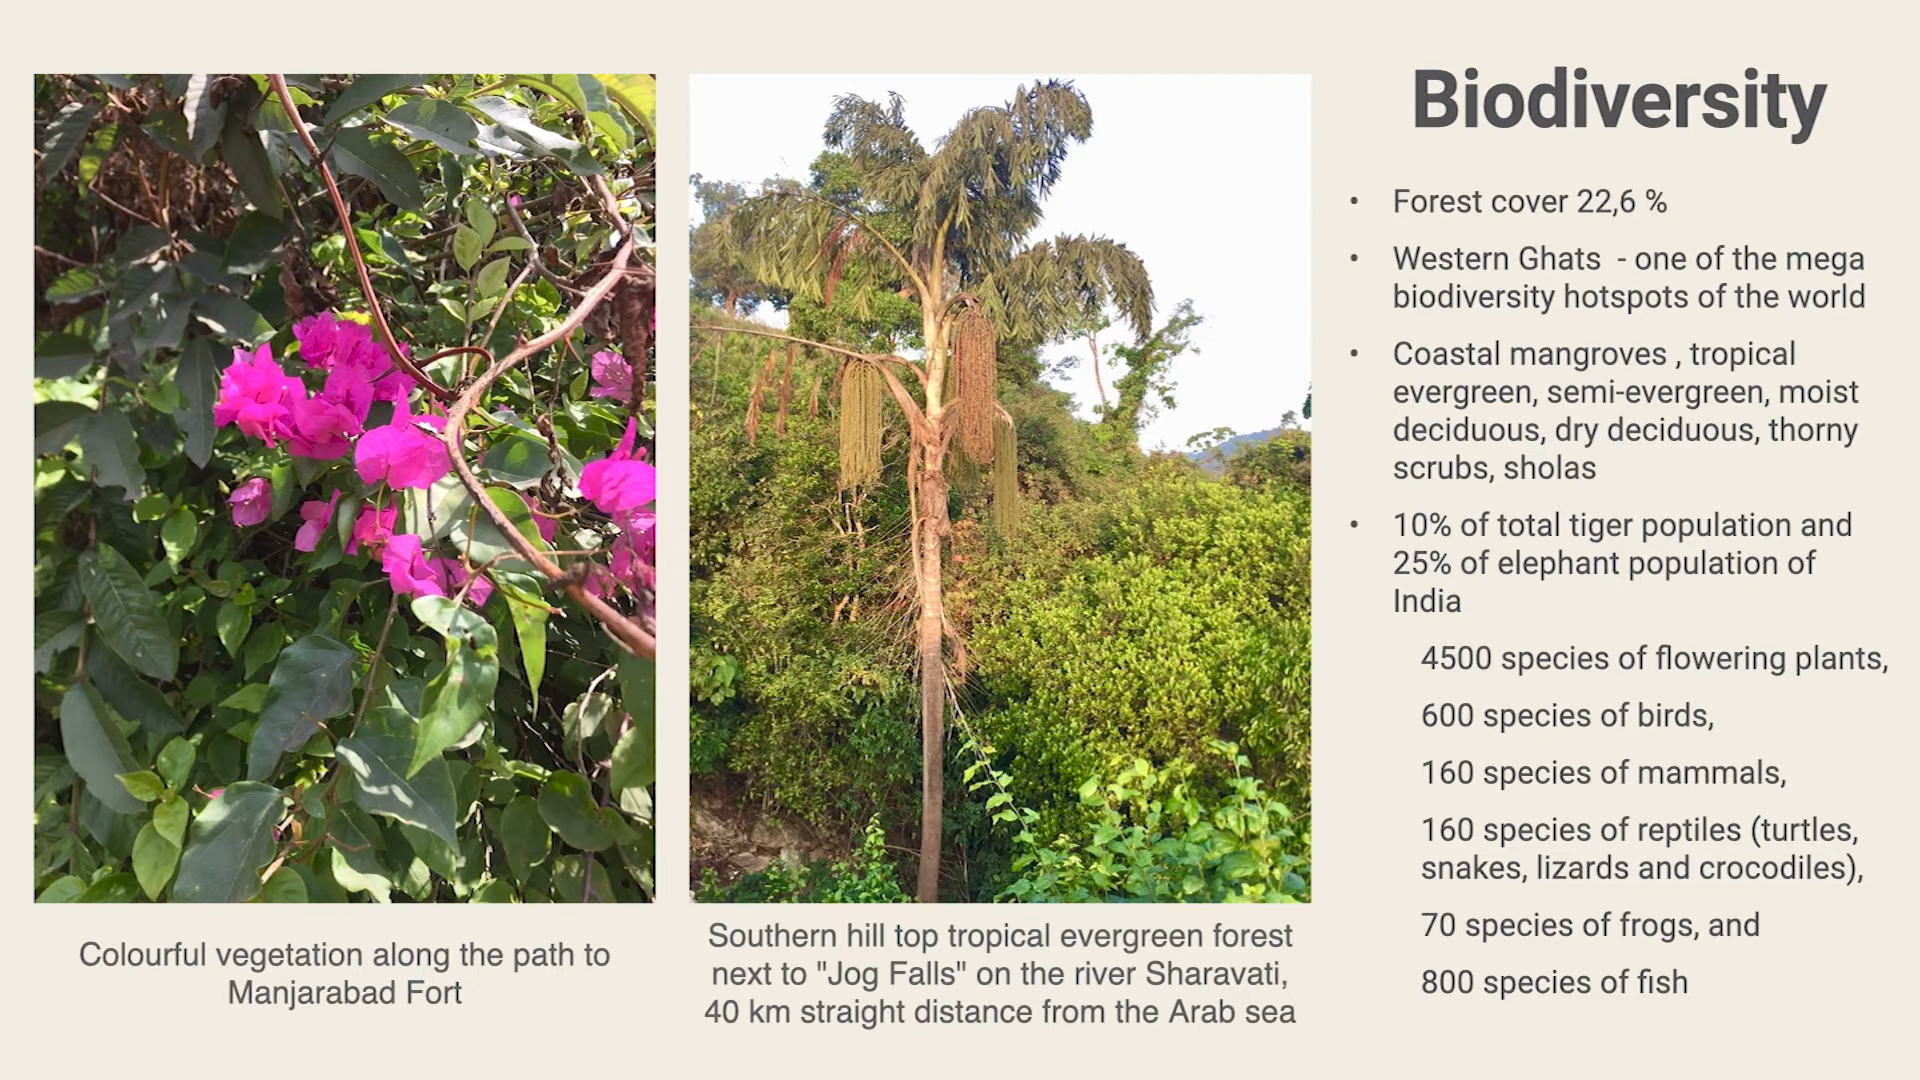 Biodiversity
• Forest cover 22,6 %
• Western Ghats  - one of the mega
biodiversity hotspots of the world
• Coastal mangroves , tropical
evergreen, semi-evergreen, moist
deciduous, dry deciduous, thorny
scrubs, sholas
• 10% of total tiger population and
25% of elephant population of
India
4500 species of flowering plants,
600 species of birds,
160 species of mammals,
160 species of reptiles (turtles,
snakes, lizards and crocodiles),
70 species of frogs, and
800 species of fish
Colourful vegetation along the path to
Manjarabad Fort
Southern hill top tropical evergreen forest
next to "Jog Falls" on the river Sharavati,
40 km straight distance from the Arab sea